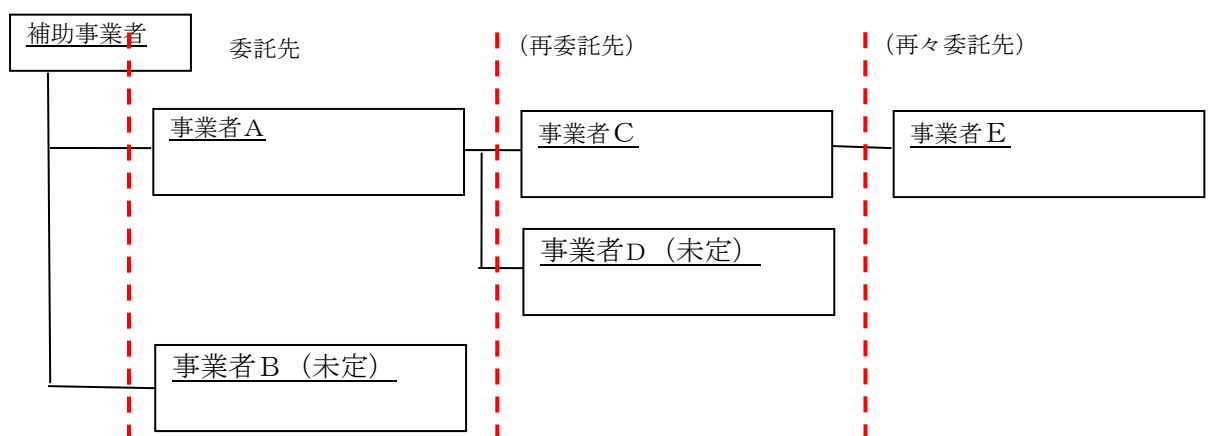 補助事業者
委託先
(再委託先)
(再々委託先)
事業者A
事業者C
事業者E
事業者D（未定）
事業者B（未定）